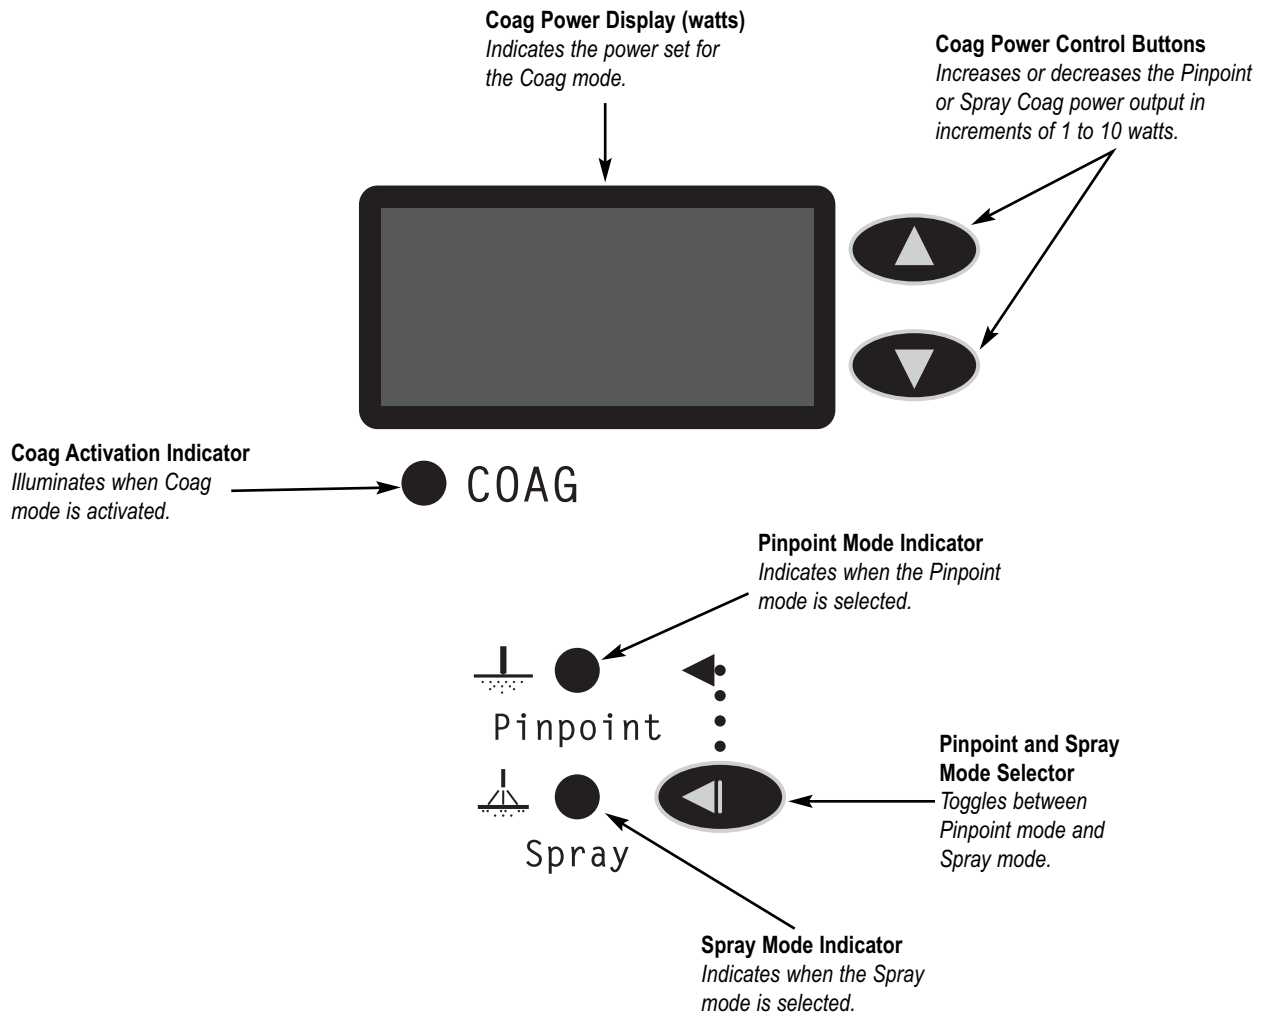 Coag Power Display (watts)
Indicates the power set for
the Coag mode.
Coag Power Control Buttons
Increases or decreases the Pinpoint
or Spray Coag power output in
increments of 1 to 10 watts.
Coag Activation Indicator
Illuminates when Coag
mode is activated.
COAG
Pinpoint Mode Indicator
Indicates when the Pinpoint
mode is selected.
Pinpoint
Pinpoint and Spray
Mode Selector
Toggles between
Pinpoint mode and
Spray mode.
Spray
Spray Mode Indicator
Indicates when the Spray
mode is selected.